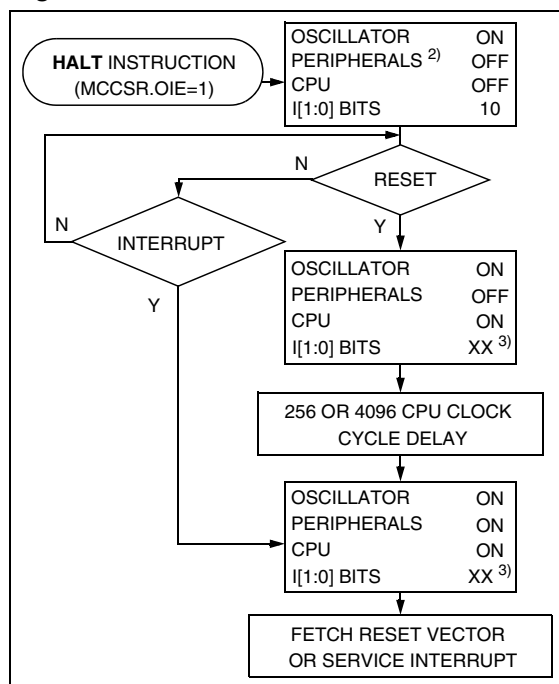 HALT INSTRUCTION
(MCCSR.OIE=1)
OSCILLATOR ON
PERIPHERALS 2) OFF
CPU OFF
I[1:0] BITS 10
N
RESET
N
INTERRUPT
Y
Y
OSCILLATOR ON
PERIPHERALS OFF
CPU ON
I[1:0] BITS XX 3)
256 OR 4096 CPU CLOCK
CYCLE DELAY
OSCILLATOR ON
PERIPHERALS ON
CPU ON
I[1:0] BITS XX 3)
FETCH RESET VECTOR
OR SERVICE INTERRUPT